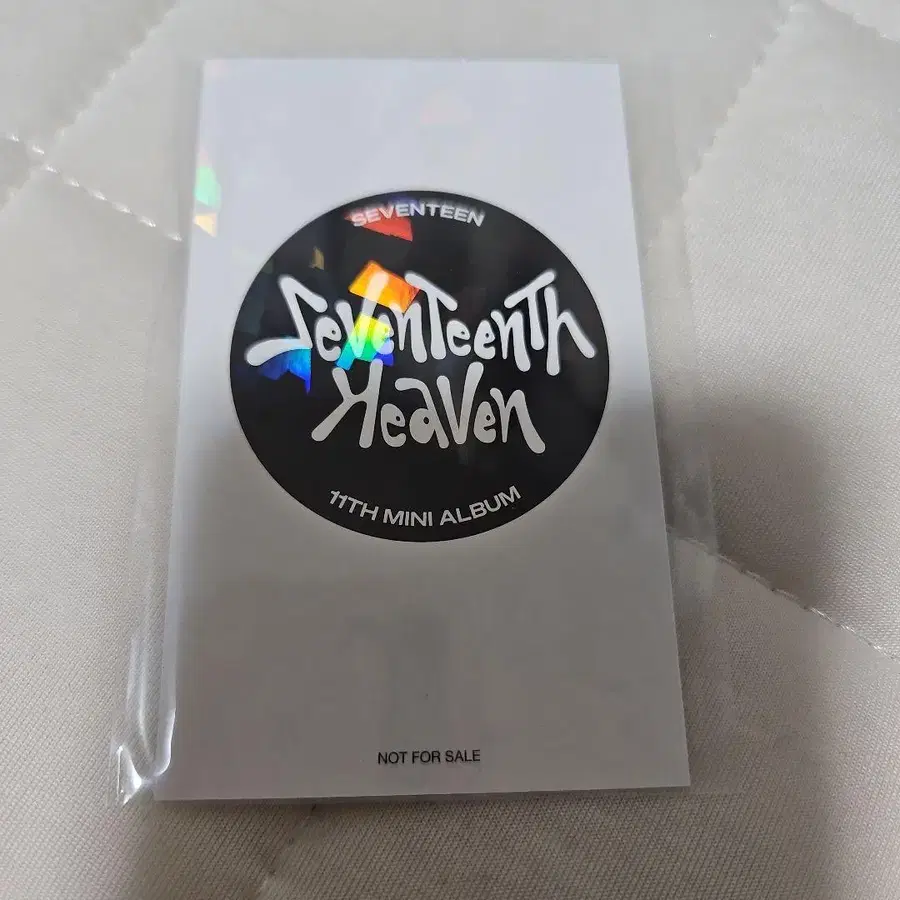 SEVENTEEN
SEVENTEENTH
HEAVEN
11TH MINI ALBUM
NOT FOR SALE